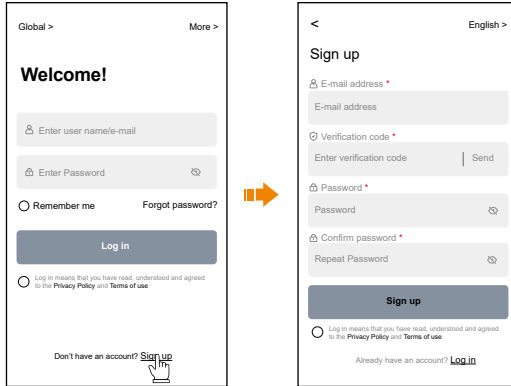 Global >
More >
Welcome!
Enter user name/e-mail
Enter Password
Remember me
Forgot password?
Log in
Log in means that you have read, understood and agreed
to the Privacy Policy and Terms of use
Don't have an account? Sign up
<
English >
Sign up
E-mail address *
E-mail address
Verification code *
Enter verification code
Send
Password *
Password
Confirm password *
Repeat Password
Sign up
Log in means that you have read, understood and agreed
to the Privacy Policy and Terms of use
Already have an account? Log in